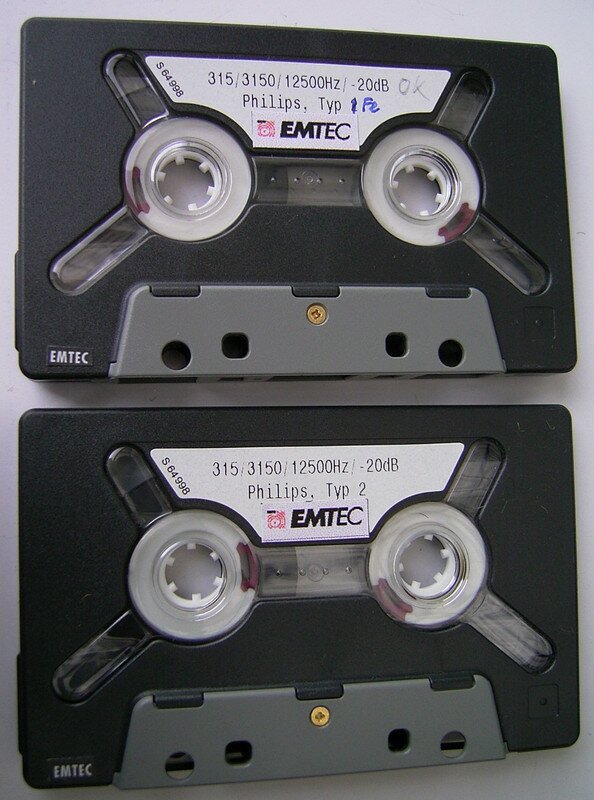 S 64998
315/3150/12500Hz/-20dB OK
Philips, Typ 1 Fe
EMTEC
EMTEC
S 64998
315/3150/12500Hz/-20dB
Philips, Typ 2
EMTEC
EMTEC